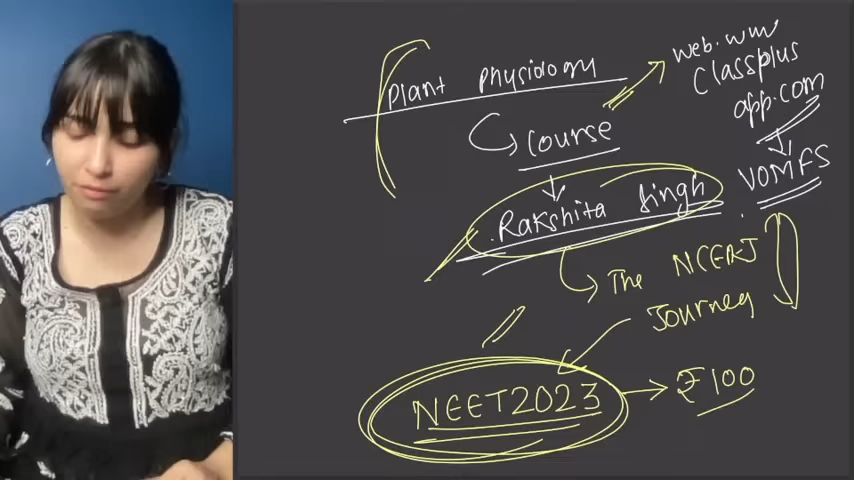 Plant physiology
course
Rakshita Singh
The NCERT
Journey
NEET2023
₹100
web.www
Classplus
app.com
VOMFS